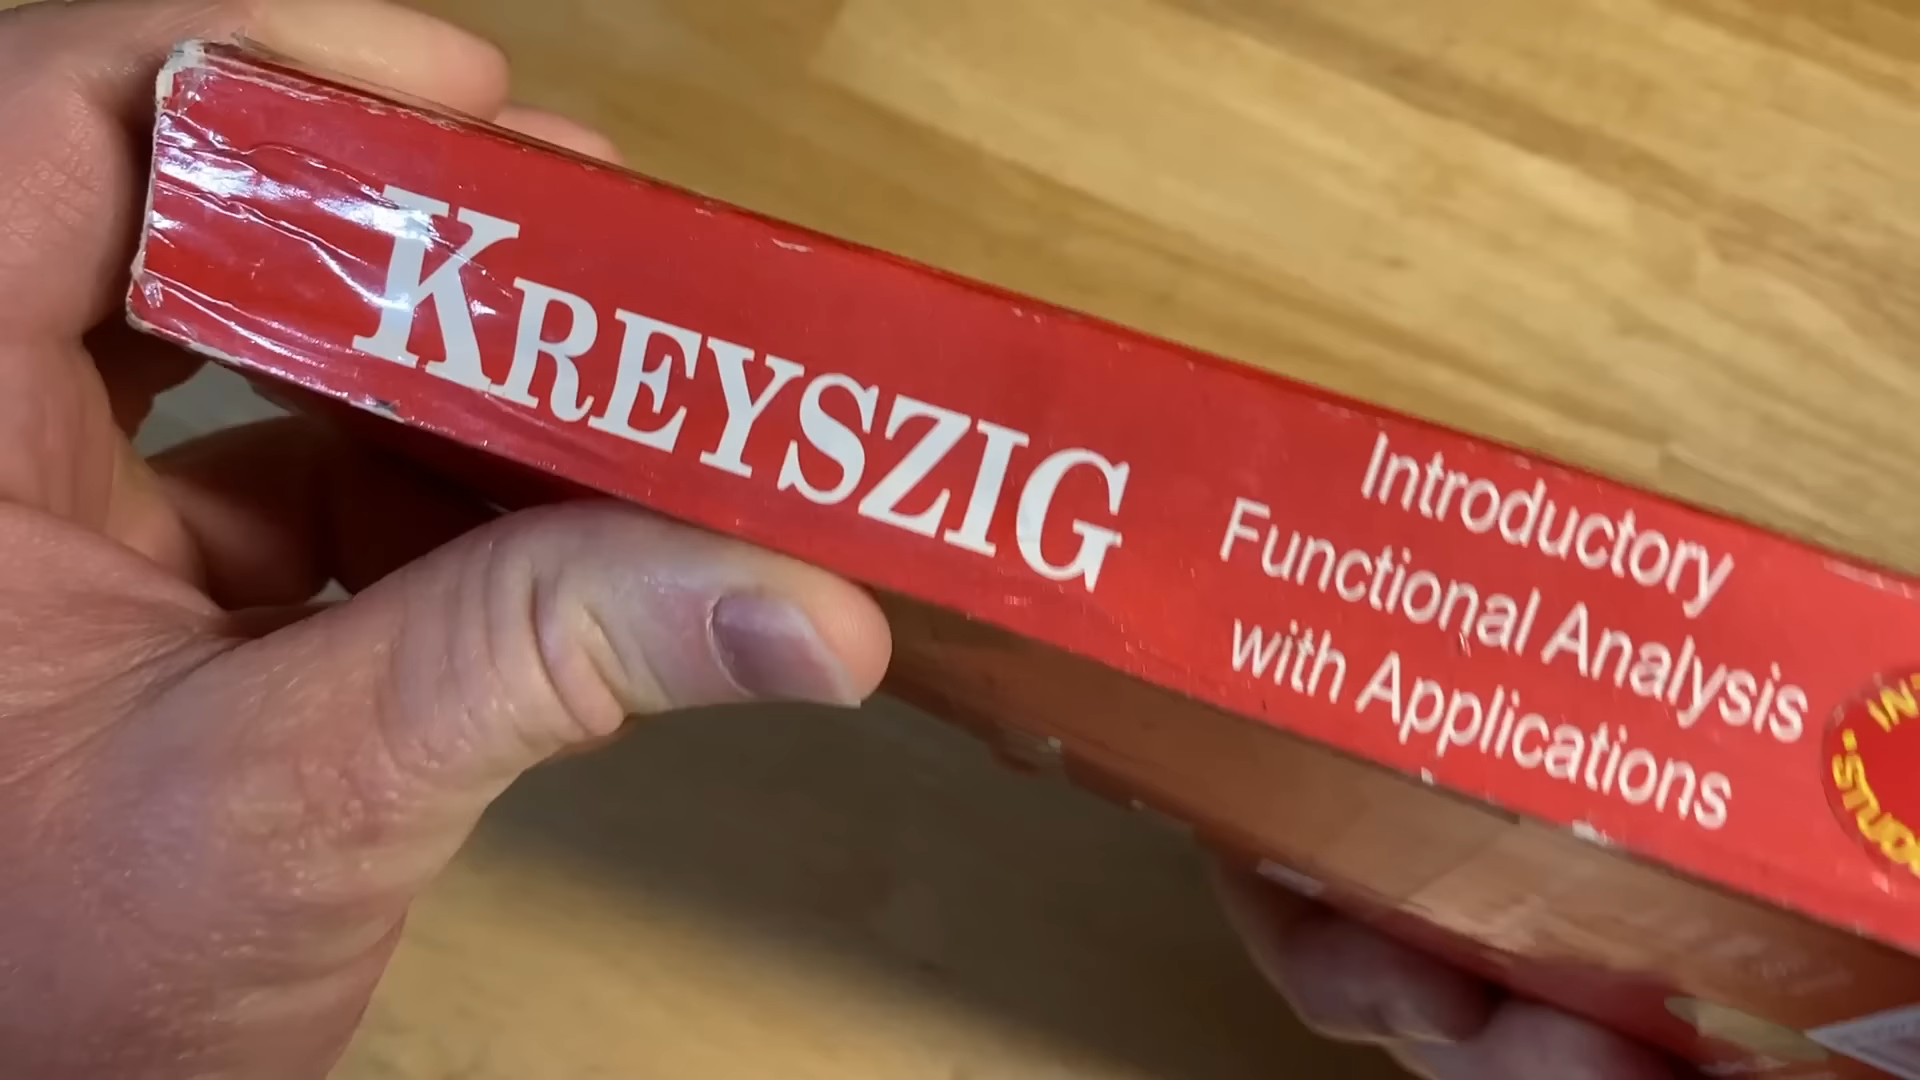 KREYSZIG
Introductory
Functional Analysis
with Applications